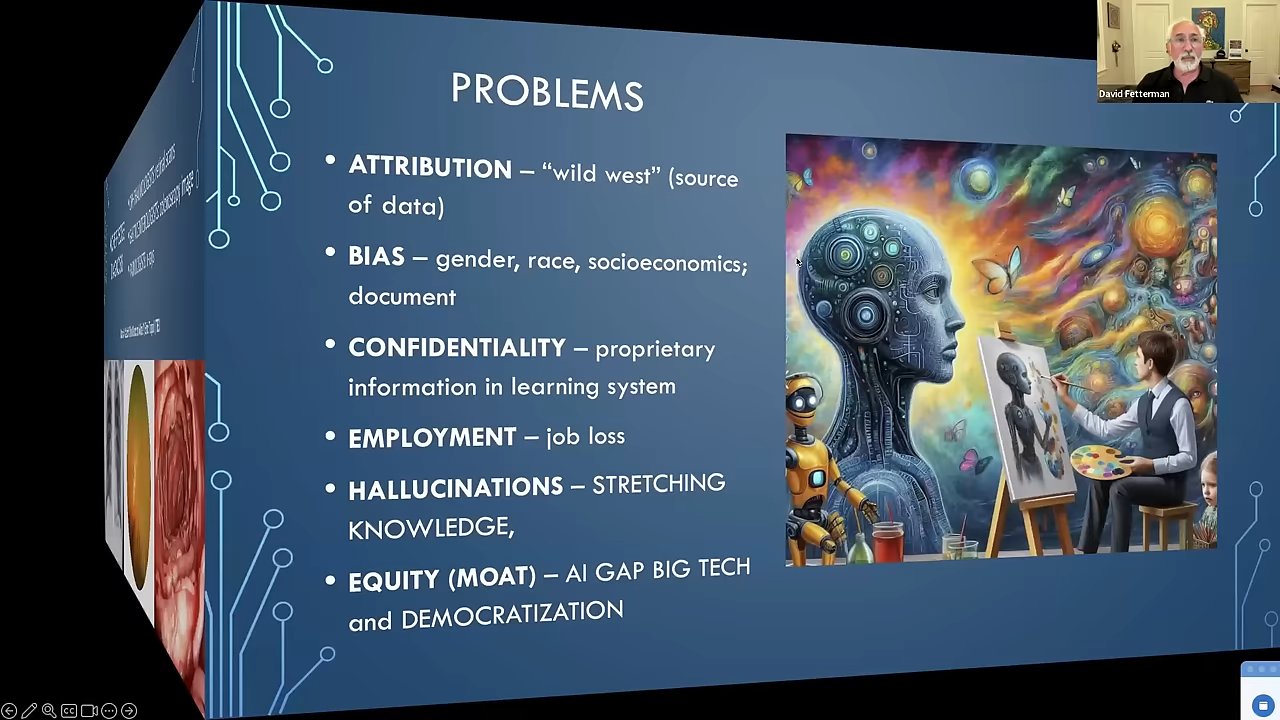 PROBLEMS
• ATTRIBUTION – “wild west” (source
of data)
• BIAS – gender, race, socioeconomics;
document
• CONFIDENTIALITY – proprietary
information in learning system
• EMPLOYMENT – job loss
• HALLUCINATIONS – STRETCHING
KNOWLEDGE,
• EQUITY (MOAT) – AI GAP BIG TECH
and DEMOCRATIZATION
David Fetterman